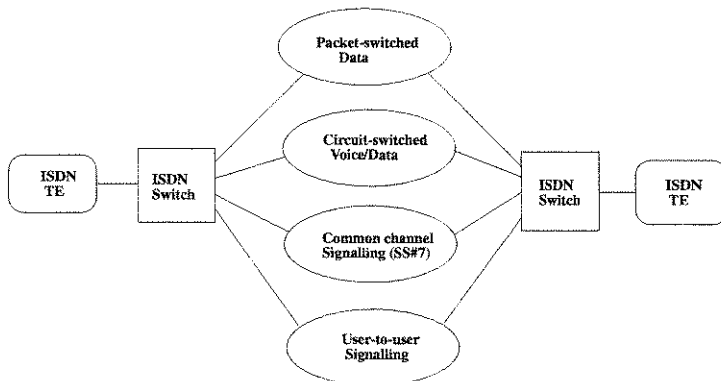 Packet-switched
Data
Circuit-switched
Voice/Data
ISDN
TE
ISDN
Switch
ISDN
Switch
ISDN
TE
Common channel
Signalling (SS#7)
User-to-user
Signalling